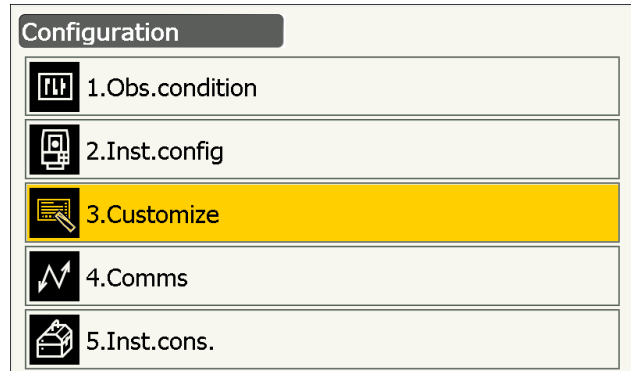 Configuration
1.Obs.condition
2.Inst.config
3.Customize
4.Comms
5.Inst.cons.